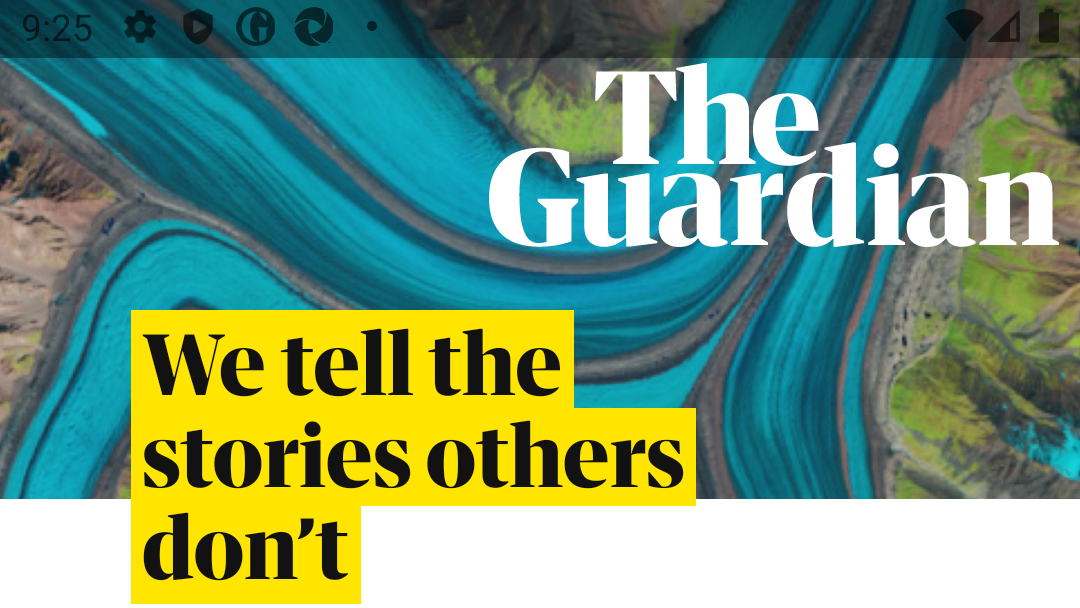 9:25
The
Guardian
We tell the
stories others
don’t